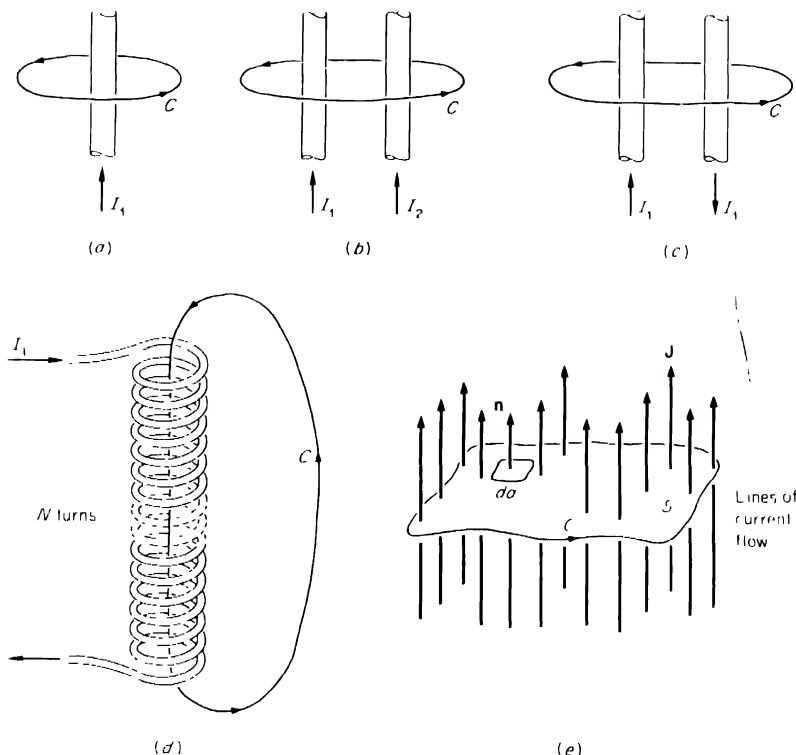 C
C
C
I₁
I₁
I₂
I₁
I₁
(a)
(b)
(c)
I₁
C
N turns
J
n
da
S
C
Lines of
current
flow
(d)
(e)